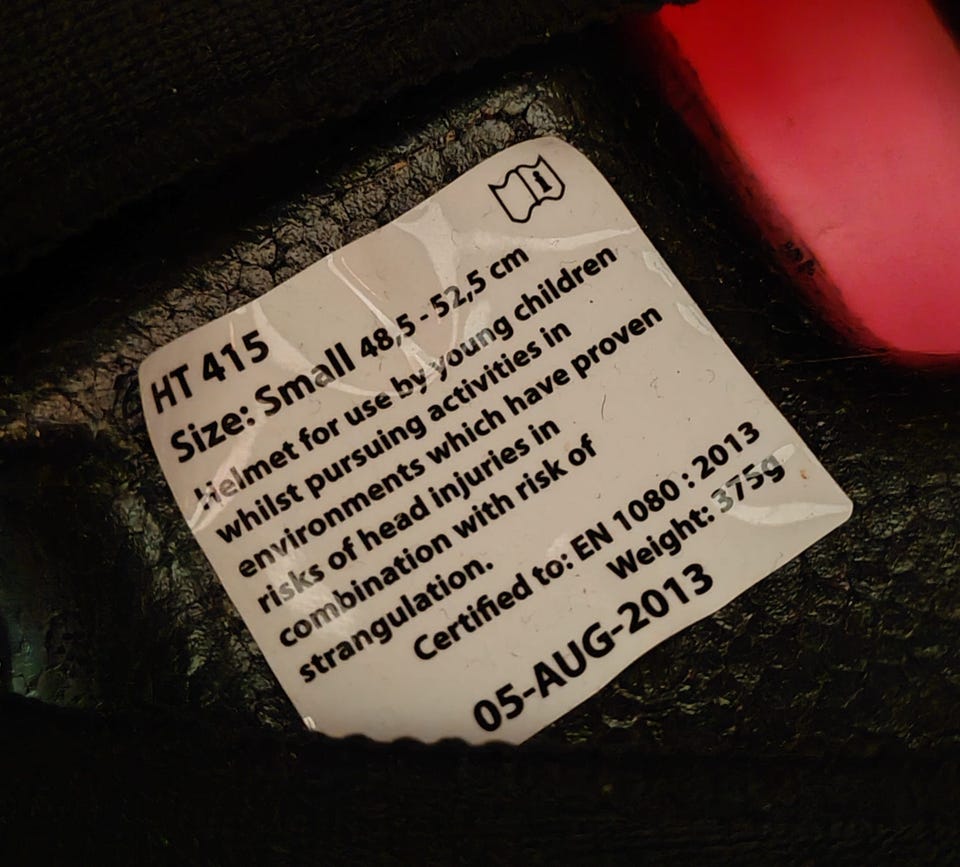 HT 415
Size: Small 48,5 - 52,5 cm
Helmet for use by young children
whilst pursuing activities in
environments which have proven
risks of head injuries in
combination with risk of
strangulation.
Certified to: EN 1080 : 2013
Weight: 375g
05-AUG-2013